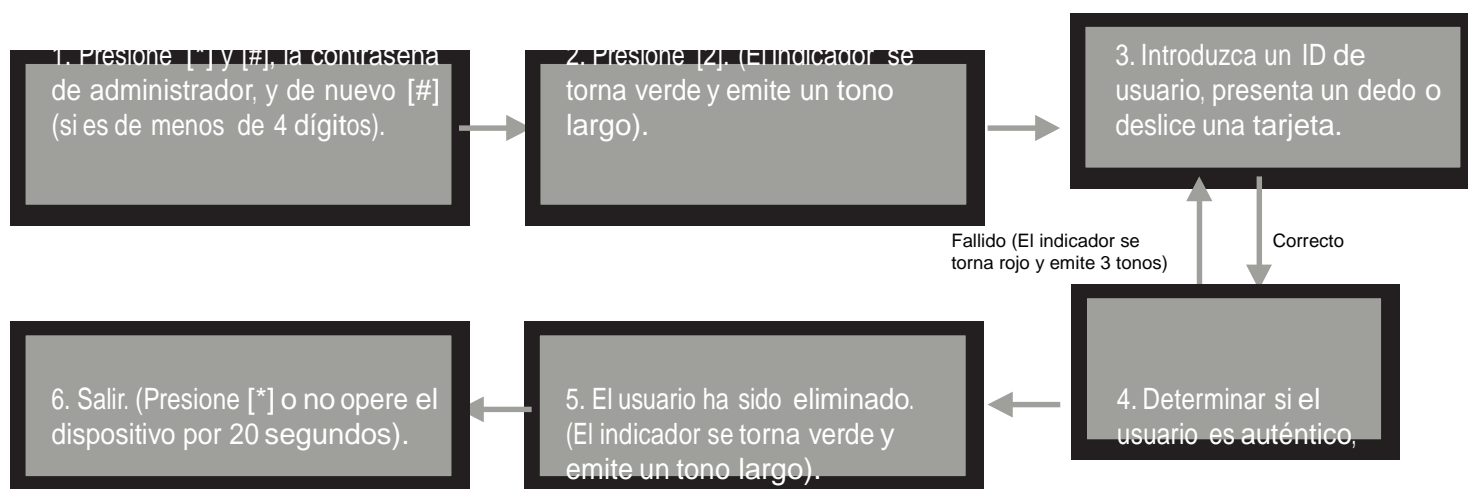 1. Presione [*] y [#], la contraseña
de administrador, y de nuevo [#]
(si es de menos de 4 dígitos).
2. Presione [2]. (El indicador se
torna verde y emite un tono
largo).
3. Introduzca un ID de
usuario, presenta un dedo o
deslice una tarjeta.
Fallido (El indicador se
torna rojo y emite 3 tonos)
Correcto
4. Determinar si el
usuario es auténtico,
5. El usuario ha sido eliminado.
(El indicador se torna verde y
emite un tono largo).
6. Salir. (Presione [*] o no opere el
dispositivo por 20 segundos).